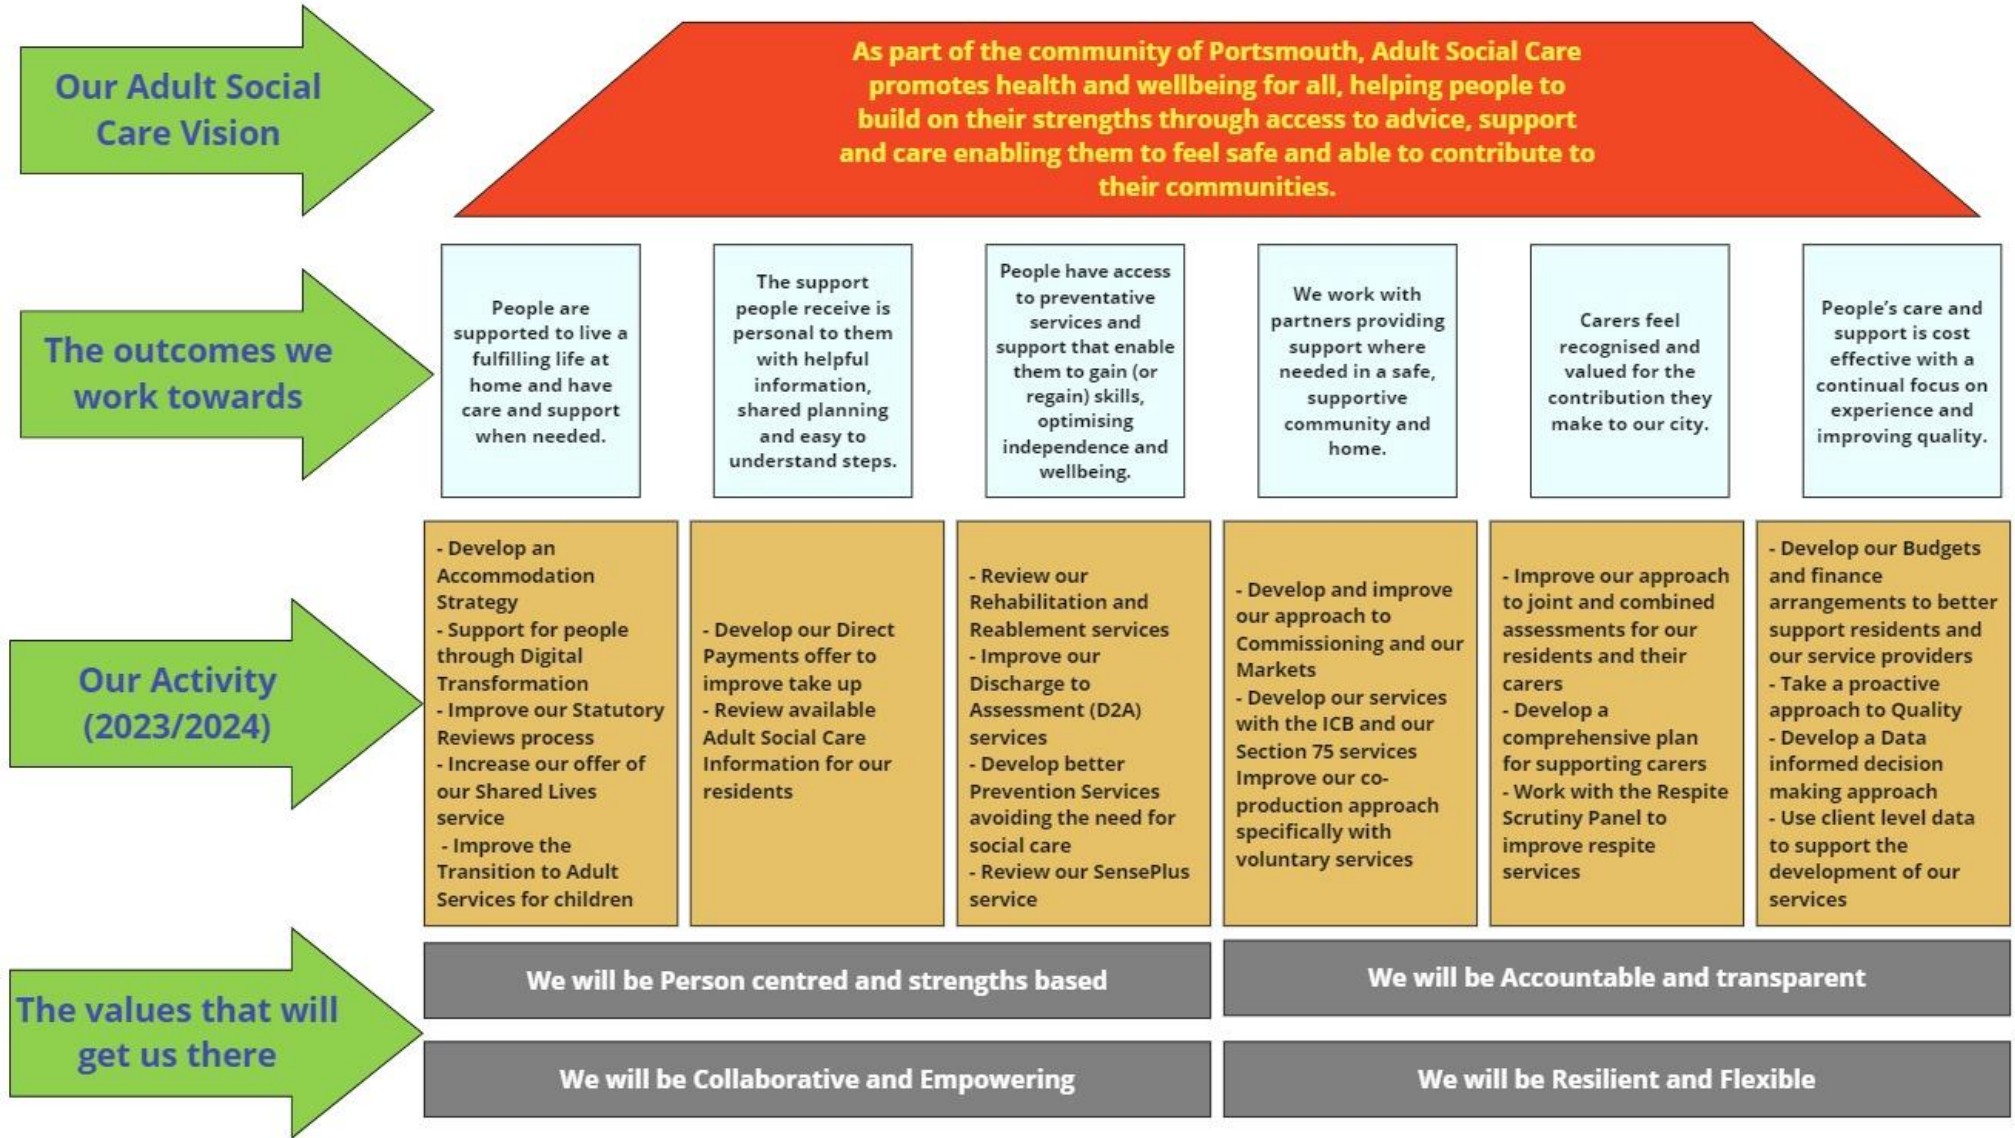 Our Adult Social
Care Vision
As part of the community of Portsmouth, Adult Social Care
promotes health and wellbeing for all, helping people to
build on their strengths through access to advice, support
and care enabling them to feel safe and able to contribute to
their communities.
The outcomes we
work towards
People are
supported to live a
fulfilling life at
home and have
care and support
when needed.
The support
people receive is
personal to them
with helpful
information,
shared planning
and easy to
understand steps.
People have access
to preventative
services and
support that enable
them to gain (or
regain) skills,
optimising
independence and
wellbeing.
We work with
partners providing
support where
needed in a safe,
supportive
community and
home.
Carers feel
recognised and
valued for the
contribution they
make to our city.
People's care and
support is cost
effective with a
continual focus on
experience and
improving quality.
Our Activity
(2023/2024)
- Develop an
Accommodation
Strategy
- Support for people
through Digital
Transformation
- Improve our Statutory
Reviews process
- Increase our offer of
our Shared Lives
service
- Improve the
Transition to Adult
Services for children
- Develop our Direct
Payments offer to
improve take up
- Review available
Adult Social Care
Information for our
residents
- Review our
Rehabilitation and
Reablement services
- Improve our
Discharge to
Assessment (D2A)
services
- Develop better
Prevention Services
avoiding the need for
social care
- Review our SensePlus
service
- Develop and improve
our approach to
Commissioning and our
Markets
- Develop our services
with the ICB and our
Section 75 services
Improve our co-
production approach
specifically with
voluntary services
- Improve our approach
to joint and combined
assessments for our
residents and their
carers
- Develop a
comprehensive plan
for supporting carers
- Work with the Respite
Scrutiny Panel to
improve respite
services
- Develop our Budgets
and finance
arrangements to better
support residents and
our service providers
- Take a proactive
approach to Quality
- Develop a Data
informed decision
making approach
- Use client level data
to support the
development of our
services
The values that will
get us there
We will be Person centred and strengths based
We will be Accountable and transparent
We will be Collaborative and Empowering
We will be Resilient and Flexible